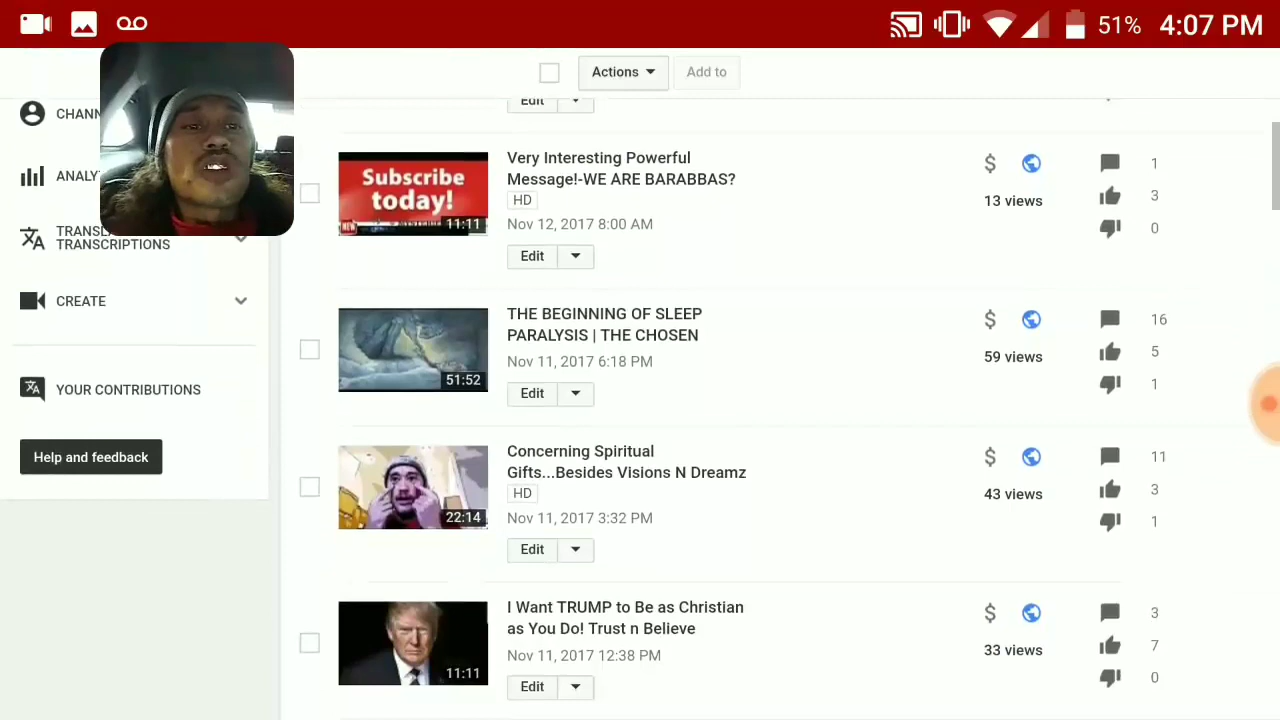 51% 4:07 PM
Actions Add to
CHANN
ANALY
TRANSL
TRANSCRIPTIONS
CREATE
YOUR CONTRIBUTIONS
Help and feedback
Edit
Subscribe
today!
11:11
Very Interesting Powerful
Message!-WE ARE BARABBAS?
HD
Nov 12, 2017 8:00 AM
Edit
$
13 views
1
3
0
51:52
THE BEGINNING OF SLEEP
PARALYSIS | THE CHOSEN
Nov 11, 2017 6:18 PM
Edit
$
59 views
16
5
1
22:14
Concerning Spiritual
Gifts...Besides Visions N Dreamz
HD
Nov 11, 2017 3:32 PM
Edit
$
43 views
11
3
1
11:11
I Want TRUMP to Be as Christian
as You Do! Trust n Believe
Nov 11, 2017 12:38 PM
Edit
$
33 views
3
7
0